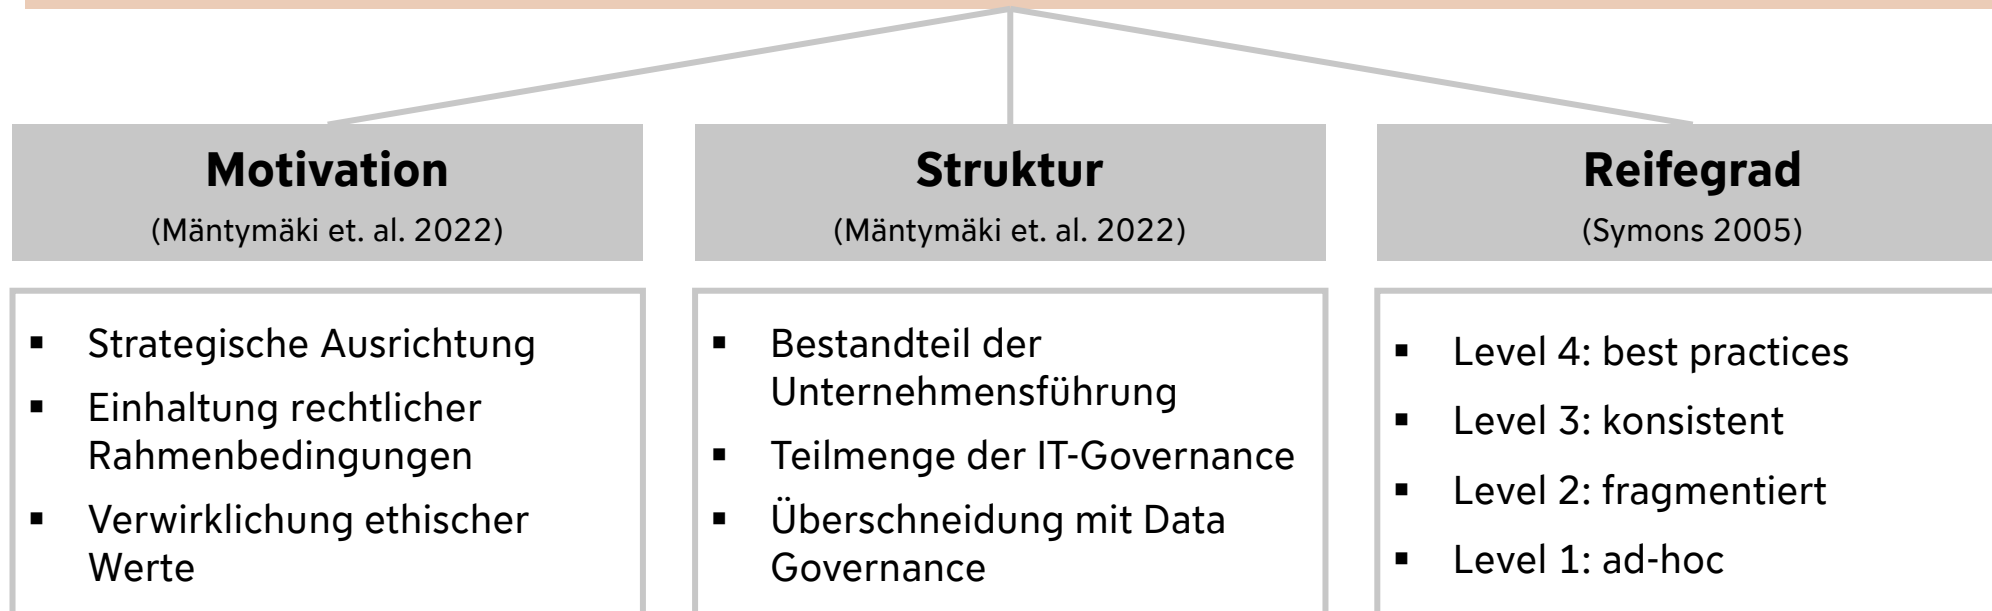 Motivation
(Mäntymäki et. al. 2022)
▪ Strategische Ausrichtung
▪ Einhaltung rechtlicher
Rahmenbedingungen
▪ Verwirklichung ethischer
Werte
Struktur
(Mäntymäki et. al. 2022)
▪ Bestandteil der
Unternehmensführung
▪ Teilmenge der IT-Governance
▪ Überschneidung mit Data
Governance
Reifegrad
(Symons 2005)
▪ Level 4: best practices
▪ Level 3: konsistent
▪ Level 2: fragmentiert
▪ Level 1: ad-hoc